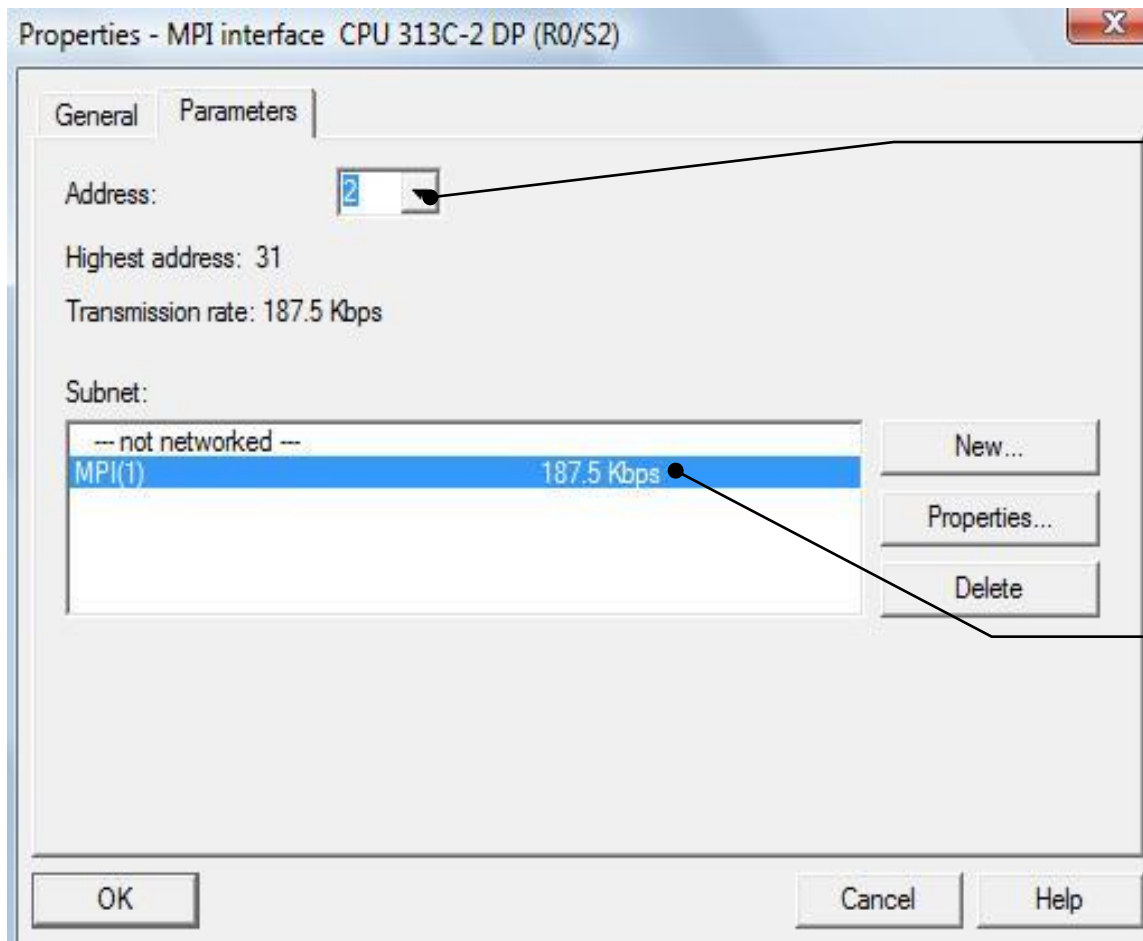 Properties - MPI interface CPU 313C-2 DP (R0/S2)
General Parameters
Address: 2
Highest address: 31
Transmission rate: 187.5 Kbps
Subnet:
--- not networked ---
MPI(1) 187.5 Kbps
New...
Properties...
Delete
OK Cancel Help